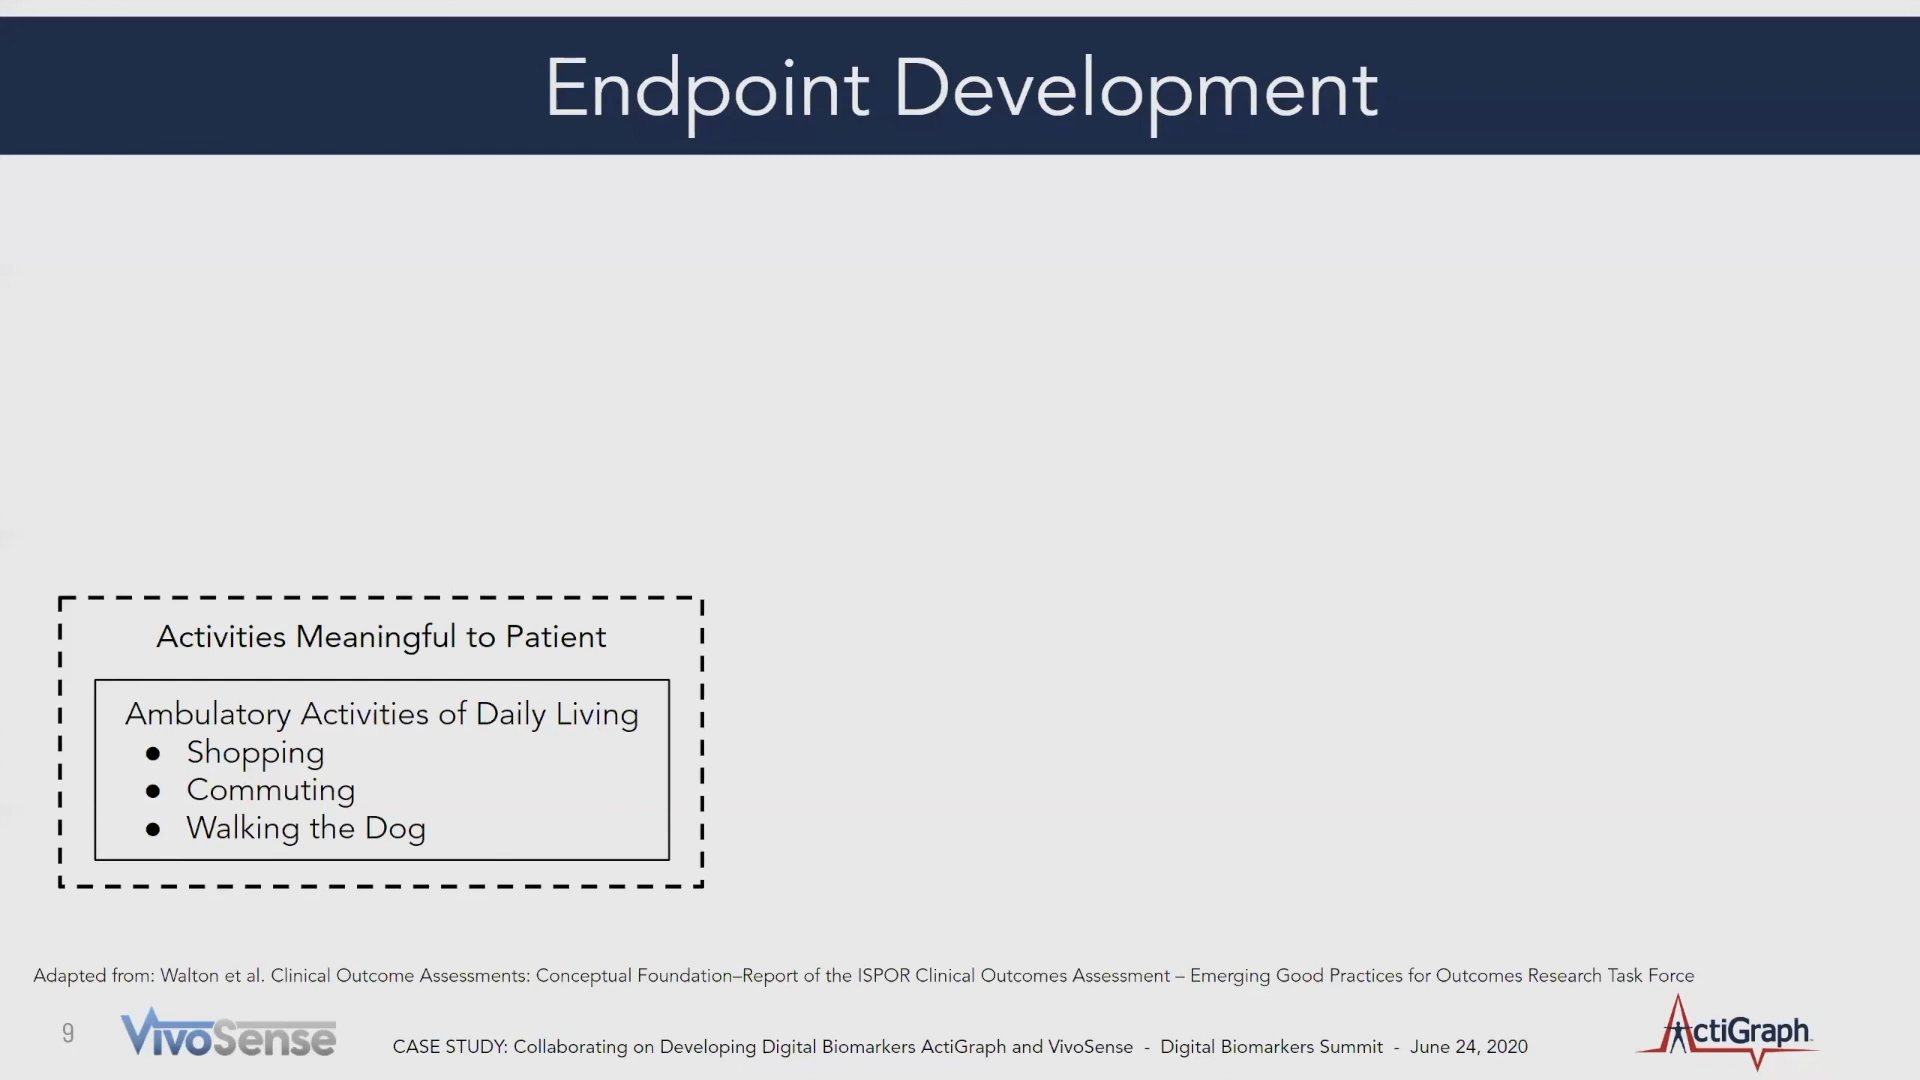 Endpoint Development
Activities Meaningful to Patient
Ambulatory Activities of Daily Living
● Shopping
● Commuting
● Walking the Dog
Adapted from: Walton et al. Clinical Outcome Assessments: Conceptual Foundation–Report of the ISPOR Clinical Outcomes Assessment – Emerging Good Practices for Outcomes Research Task Force
9
VivoSense
CASE STUDY: Collaborating on Developing Digital Biomarkers ActiGraph and VivoSense - Digital Biomarkers Summit - June 24, 2020
ActiGraph